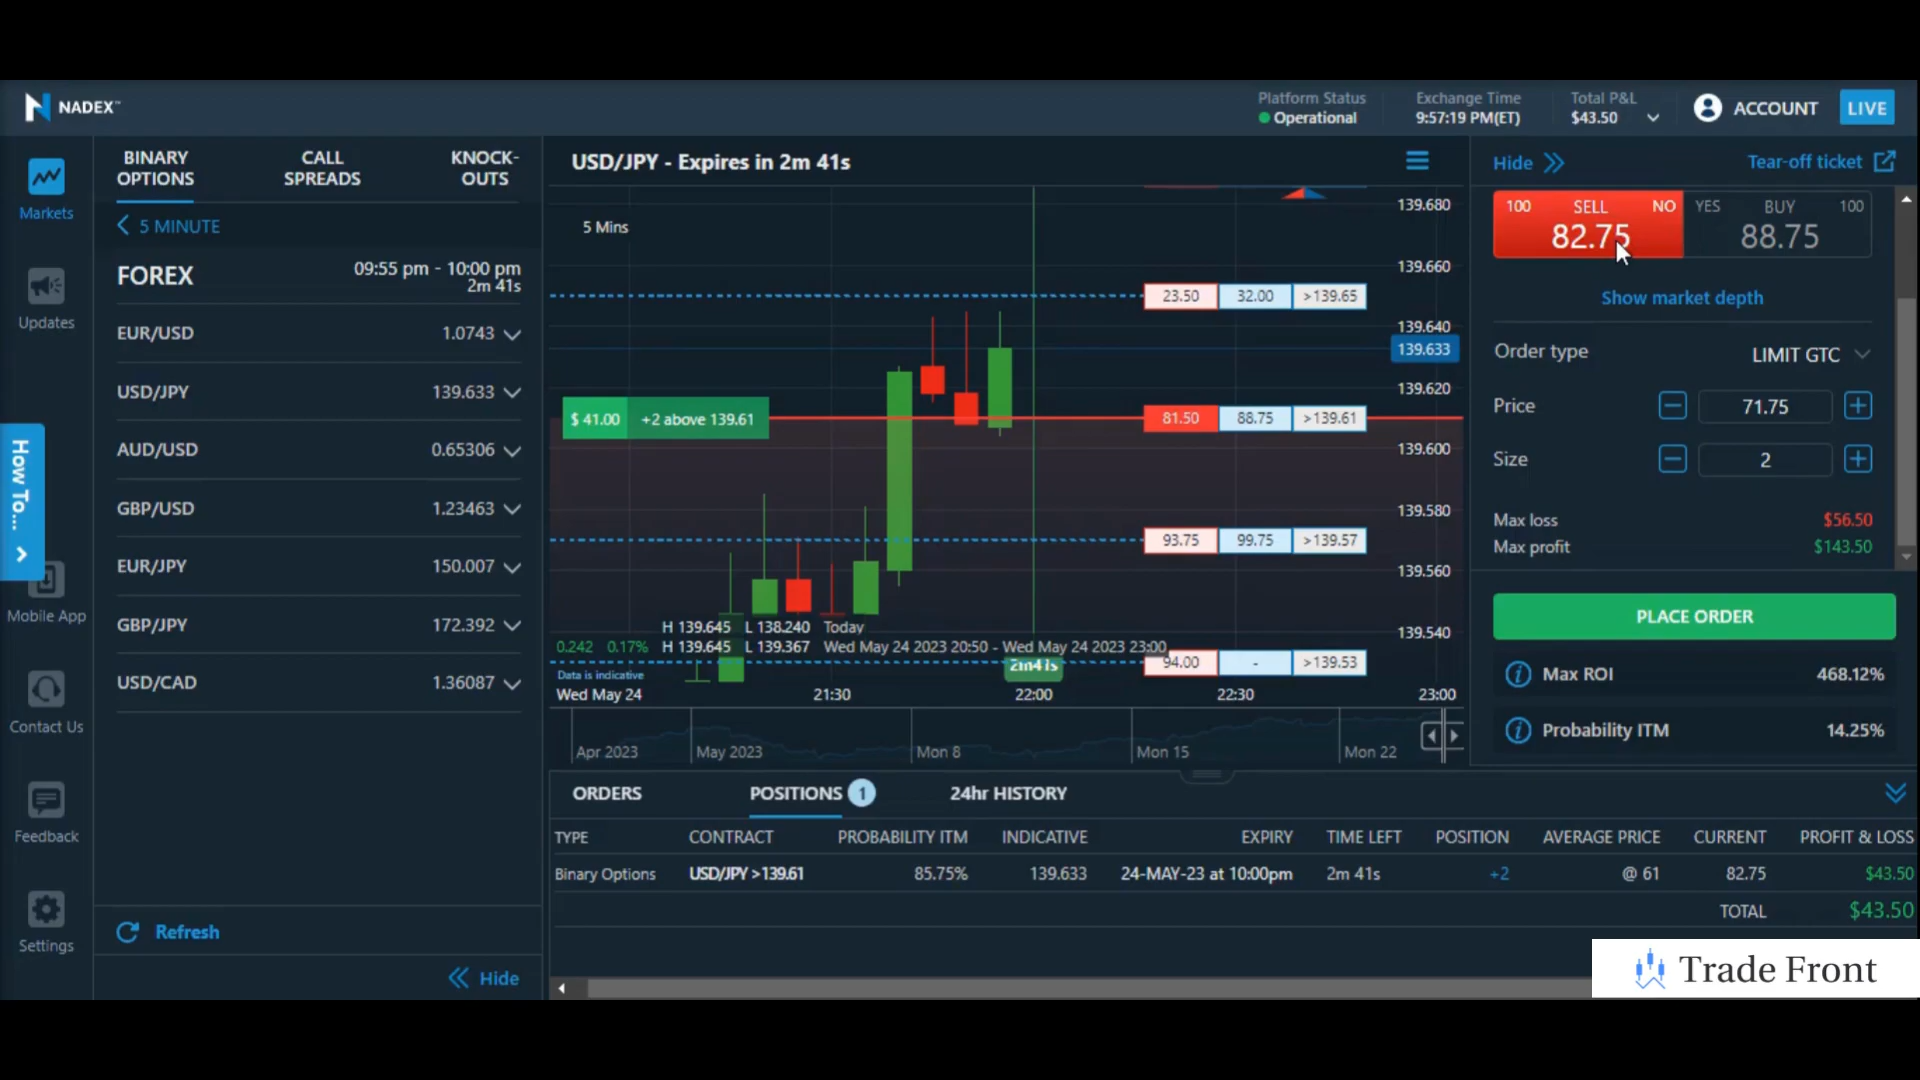 NADEX™
Platform Status
Operational
Exchange Time
9:57:19 PM(ET)
Total P&L
$43.50
ACCOUNT
LIVE
Markets
Updates
How To...
Mobile App
Contact Us
Feedback
Settings
BINARY OPTIONS
CALL SPREADS
KNOCK-OUTS
5 MINUTE
FOREX
09:55 pm - 10:00 pm
2m 41s
EUR/USD 1.0743
USD/JPY 139.633
AUD/USD 0.65306
GBP/USD 1.23463
EUR/JPY 150.007
GBP/JPY 172.392
USD/CAD 1.36087
Refresh
Hide
USD/JPY - Expires in 2m 41s
5 Mins
139.680
139.660
23.50 32.00 >139.65
139.640
139.633
139.620
$ 41.00 +2 above 139.61
81.50 88.75 >139.61
139.600
139.580
93.75 99.75 >139.57
139.560
H 139.645 L 138.240 Today
139.540
0.242 0.17% H 139.645 L 139.367 Wed May 24 2023 20:50 - Wed May 24 2023 23:00
94.00 - >139.53
2m41s
Data is indicative
Wed May 24 21:30 22:00 22:30 23:00
Apr 2023 May 2023 Mon 8 Mon 15 Mon 22
Hide
Tear-off ticket
100 SELL NO YES BUY 100
82.75 88.75
Show market depth
Order type LIMIT GTC
Price 71.75
Size 2
Max loss $56.50
Max profit $143.50
PLACE ORDER
Max ROI 468.12%
Probability ITM 14.25%
ORDERS POSITIONS 1 24hr HISTORY
TYPE CONTRACT PROBABILITY ITM INDICATIVE EXPIRY TIME LEFT POSITION AVERAGE PRICE CURRENT PROFIT & LOSS
Binary Options USD/JPY >139.61 85.75% 139.633 24-MAY-23 at 10:00pm 2m 41s +2 @ 61 82.75 $43.50
TOTAL $43.50
Trade Front